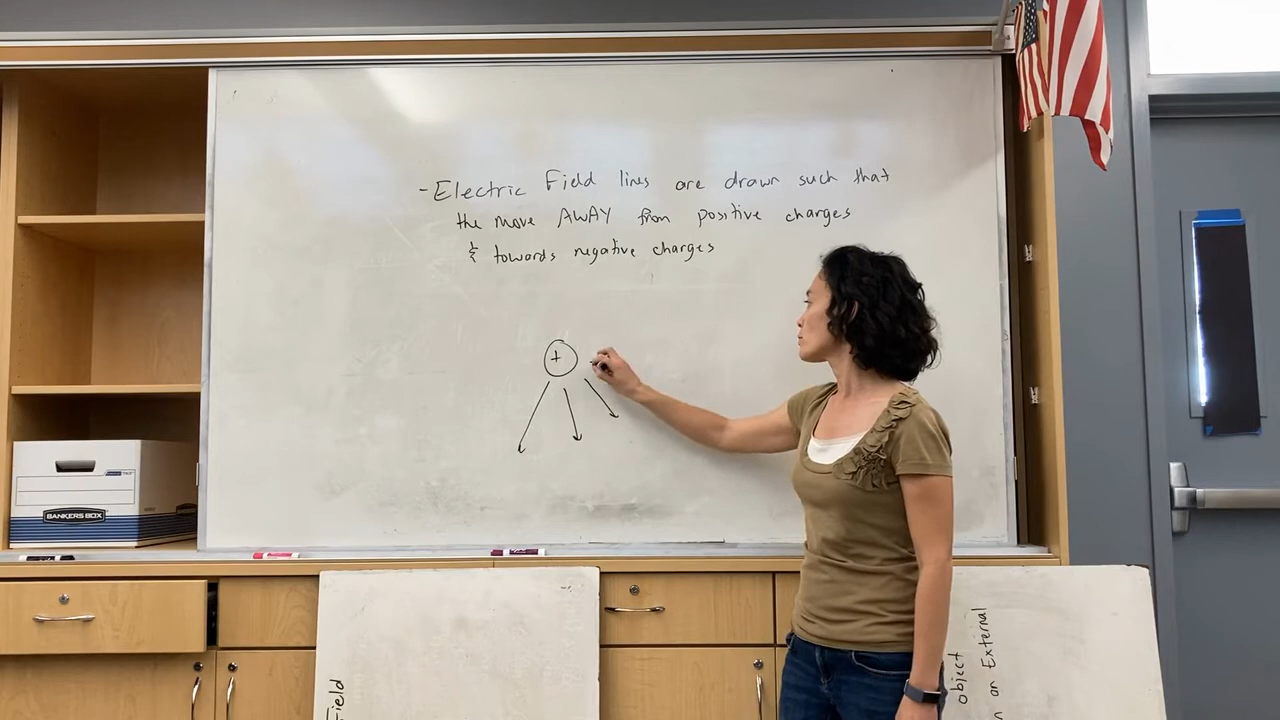 - Electric Field lines are drawn such that
the move AWAY from positive charges
& towards negative charges
+
BANKERS BOX
Field
object
on an External